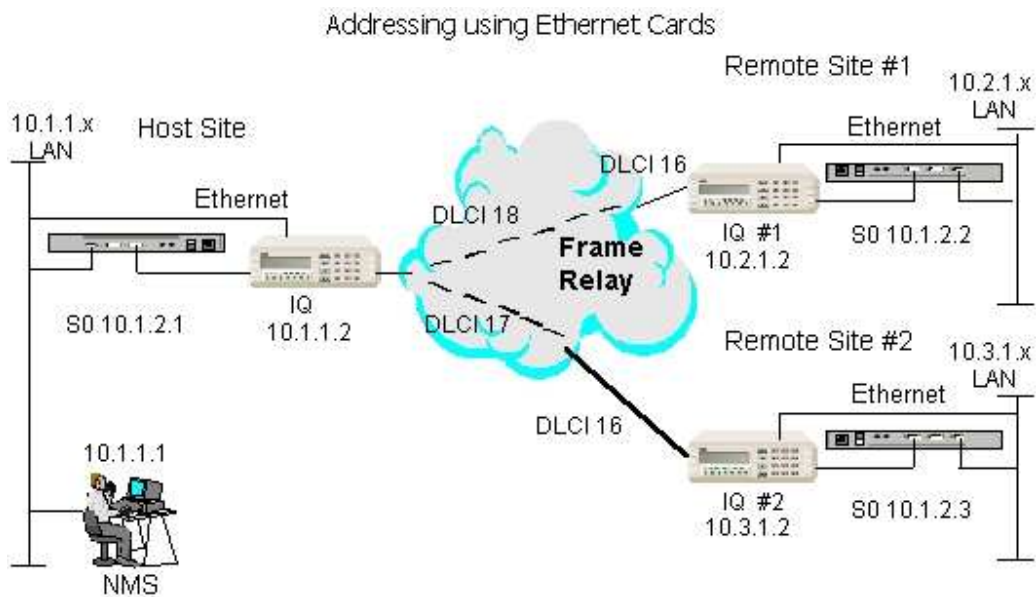 Addressing using Ethernet Cards
Remote Site #1
10.2.1.x
LAN
10.1.1.x
LAN
Host Site
Ethernet
DLCI 16
Ethernet
DLCI 18
IQ #1
10.2.1.2
S0 10.1.2.2
Frame
Relay
S0 10.1.2.1
IQ
10.1.1.2
DLCI 17
Remote Site #2
10.3.1.x
LAN
Ethernet
DLCI 16
10.1.1.1
IQ #2
10.3.1.2
S0 10.1.2.3
NMS